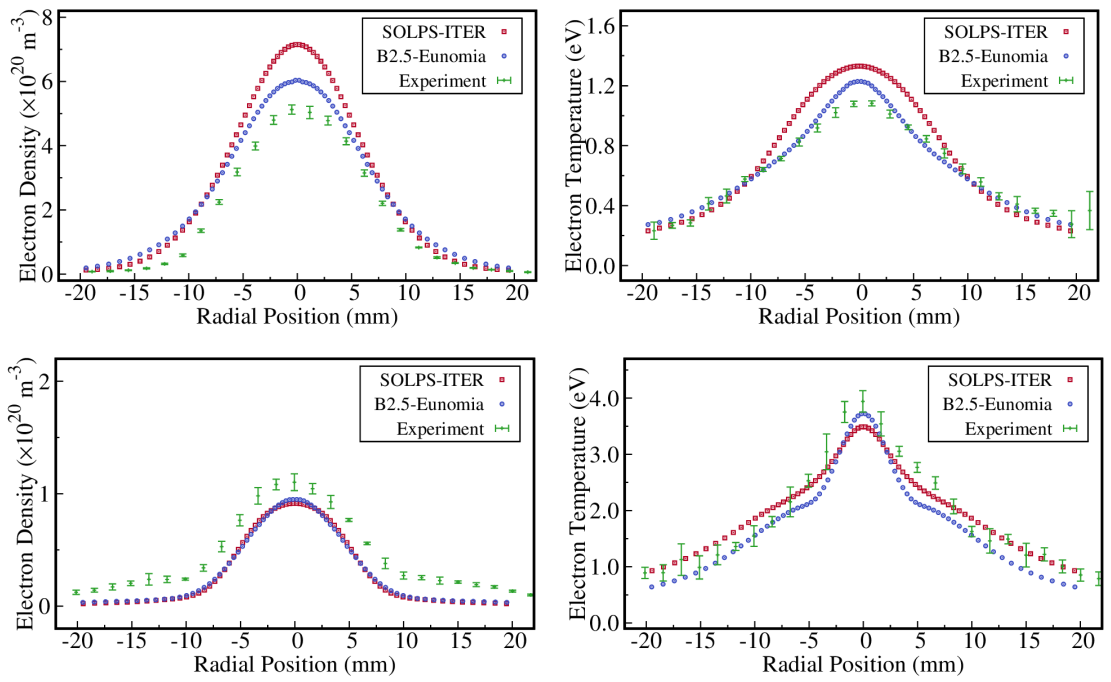 Electron Density (×10^20 m^-3)
8
6
4
2
0
SOLPS-ITER
B2.5-Eunomia
Experiment
-20 -15 -10 -5 0 5 10 15 20
Radial Position (mm)
Electron Temperature (eV)
1.6
1.2
0.8
0.4
0.0
SOLPS-ITER
B2.5-Eunomia
Experiment
-20 -15 -10 -5 0 5 10 15 20
Radial Position (mm)
Electron Density (×10^20 m^-3)
2
1
0
SOLPS-ITER
B2.5-Eunomia
Experiment
-20 -15 -10 -5 0 5 10 15 20
Radial Position (mm)
Electron Temperature (eV)
4.0
3.0
2.0
1.0
0.0
SOLPS-ITER
B2.5-Eunomia
Experiment
-20 -15 -10 -5 0 5 10 15 20
Radial Position (mm)